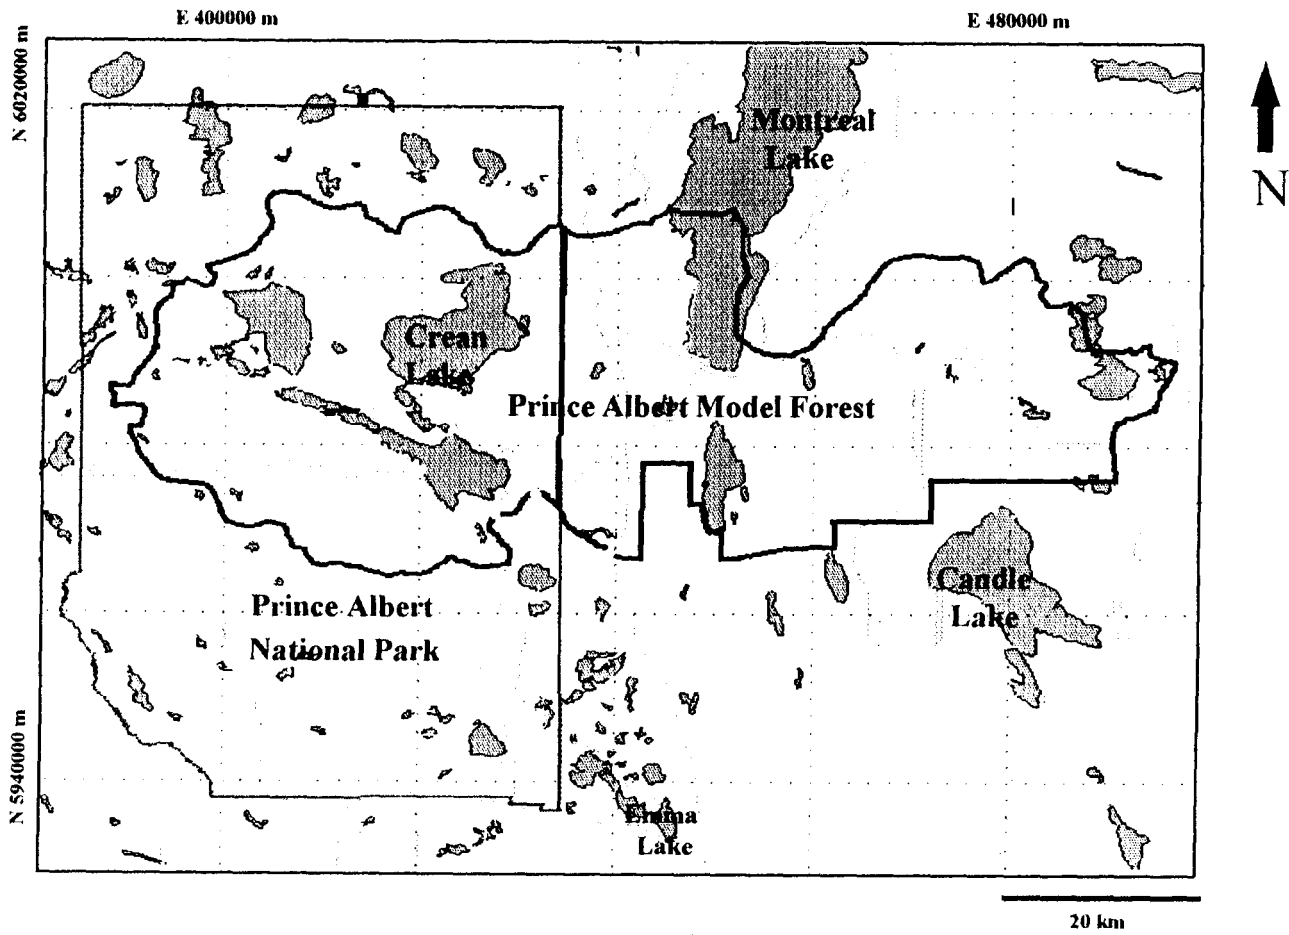 E 400000 m
E 480000 m
N 6020000 m
Montreal
Lake
N
Crean
Lake
Prince Albert Model Forest
Candle
Lake
Prince Albert
National Park
N 5940000 m
Emma
Lake
20 km